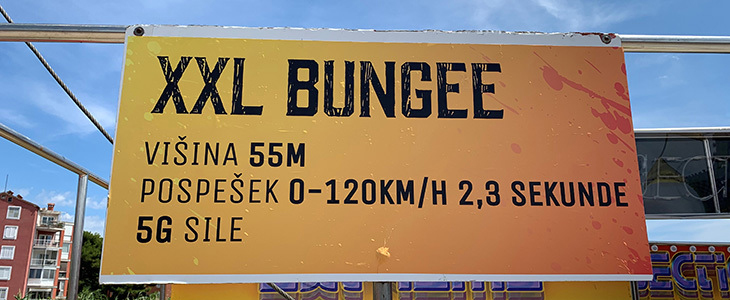 XXL BUNGEE
VIŠINA 55M
POSPEŠEK 0-120KM/H 2,3 SEKUNDE
5G SILE